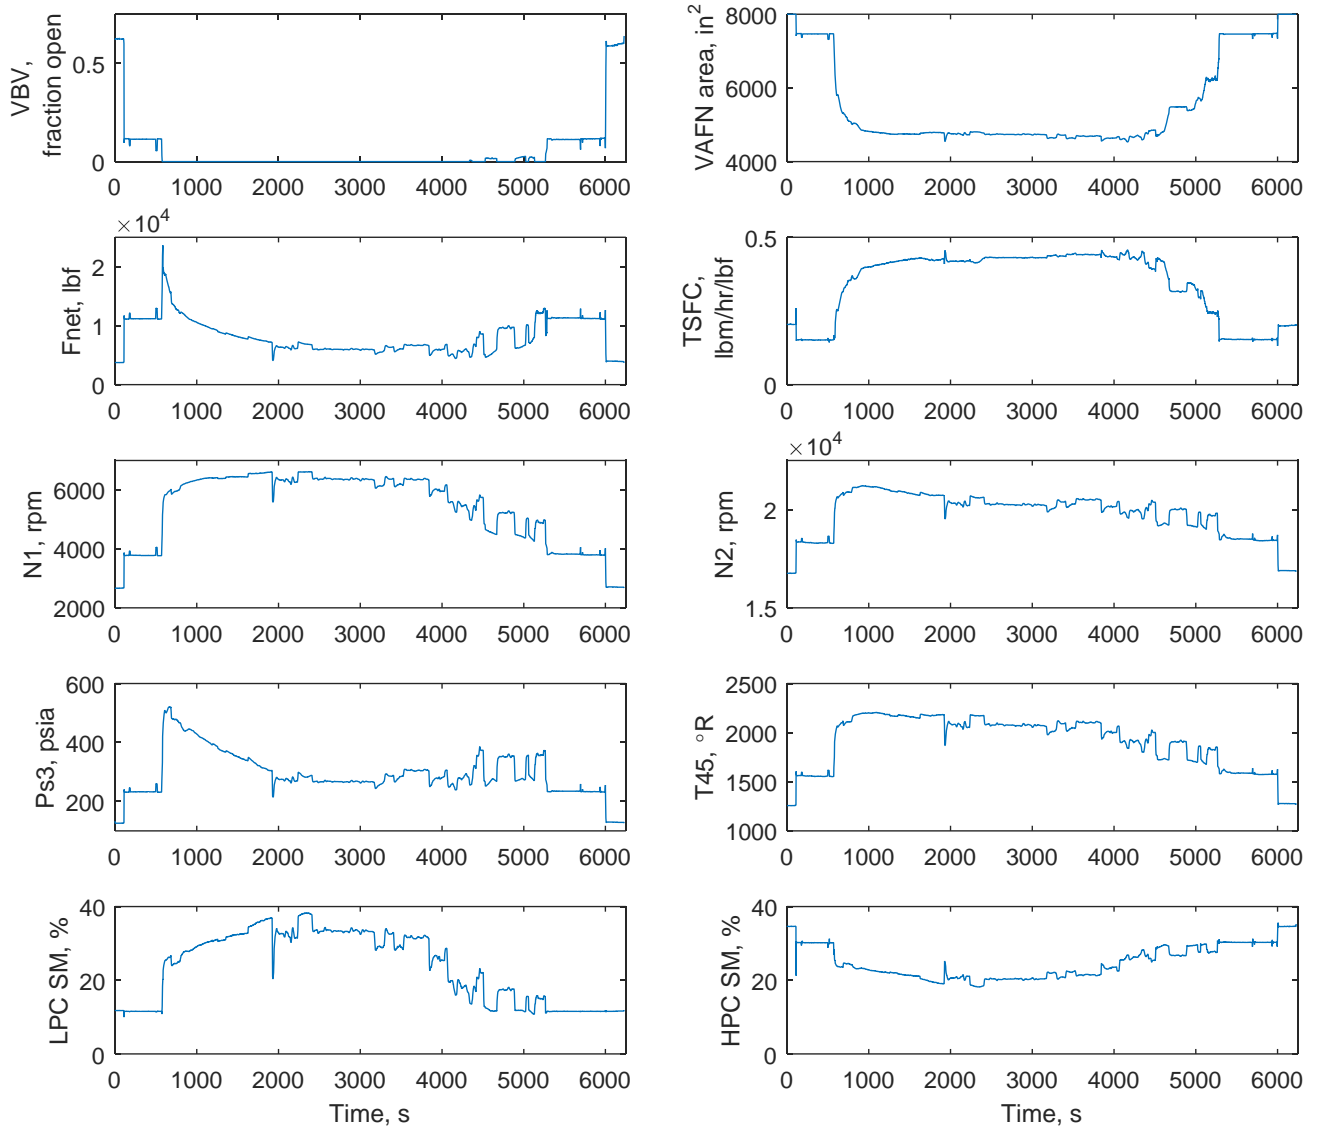 VBV,
fraction open
0.5
0
0 1000 2000 3000 4000 5000 6000
VAFN area, in²
8000
6000
4000
0 1000 2000 3000 4000 5000 6000
×10⁴
Fnet, lbf
2
1
0
0 1000 2000 3000 4000 5000 6000
TSFC,
lbm/hr/lbf
0.5
0
0 1000 2000 3000 4000 5000 6000
N1, rpm
6000
4000
2000
0 1000 2000 3000 4000 5000 6000
×10⁴
N2, rpm
2
1.5
0 1000 2000 3000 4000 5000 6000
Ps3, psia
600
400
200
0 1000 2000 3000 4000 5000 6000
T45, °R
2500
2000
1500
1000
0 1000 2000 3000 4000 5000 6000
LPC SM, %
40
20
0
0 1000 2000 3000 4000 5000 6000
Time, s
HPC SM, %
40
20
0
0 1000 2000 3000 4000 5000 6000
Time, s